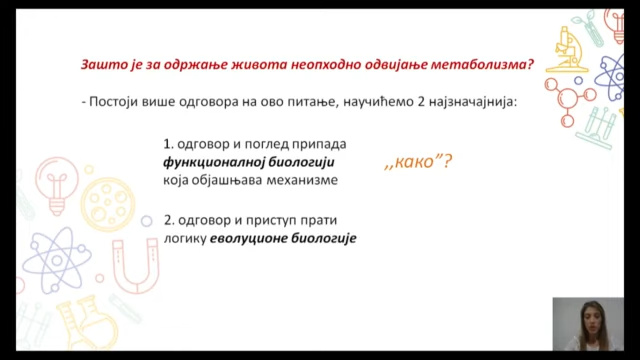 Зашто је за одржање живота неопходно одвијање метаболизма?
- Постоји више одговора на ово питање, научићемо 2 најзначајнија:
1. одговор и поглед припада
функционалној биологији
која објашњава механизме
,,како”?
2. одговор и приступ прати
логику еволуционе биологије